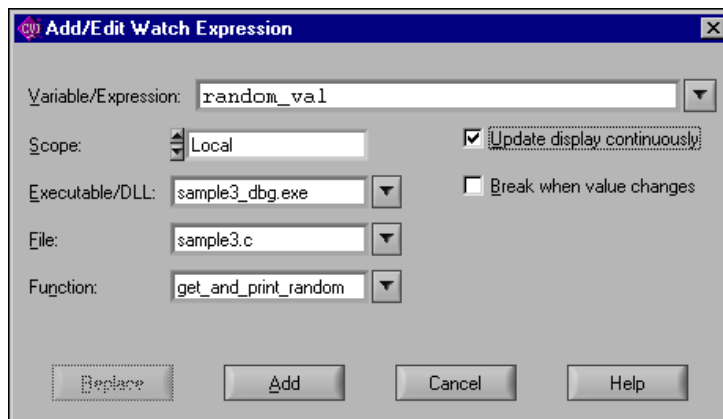 CVI Add/Edit Watch Expression
Variable/Expression: random_val
Scope: Local
Update display continuously
Executable/DLL: sample3_dbg.exe
Break when value changes
File: sample3.c
Function: get_and_print_random
Replace Add Cancel Help